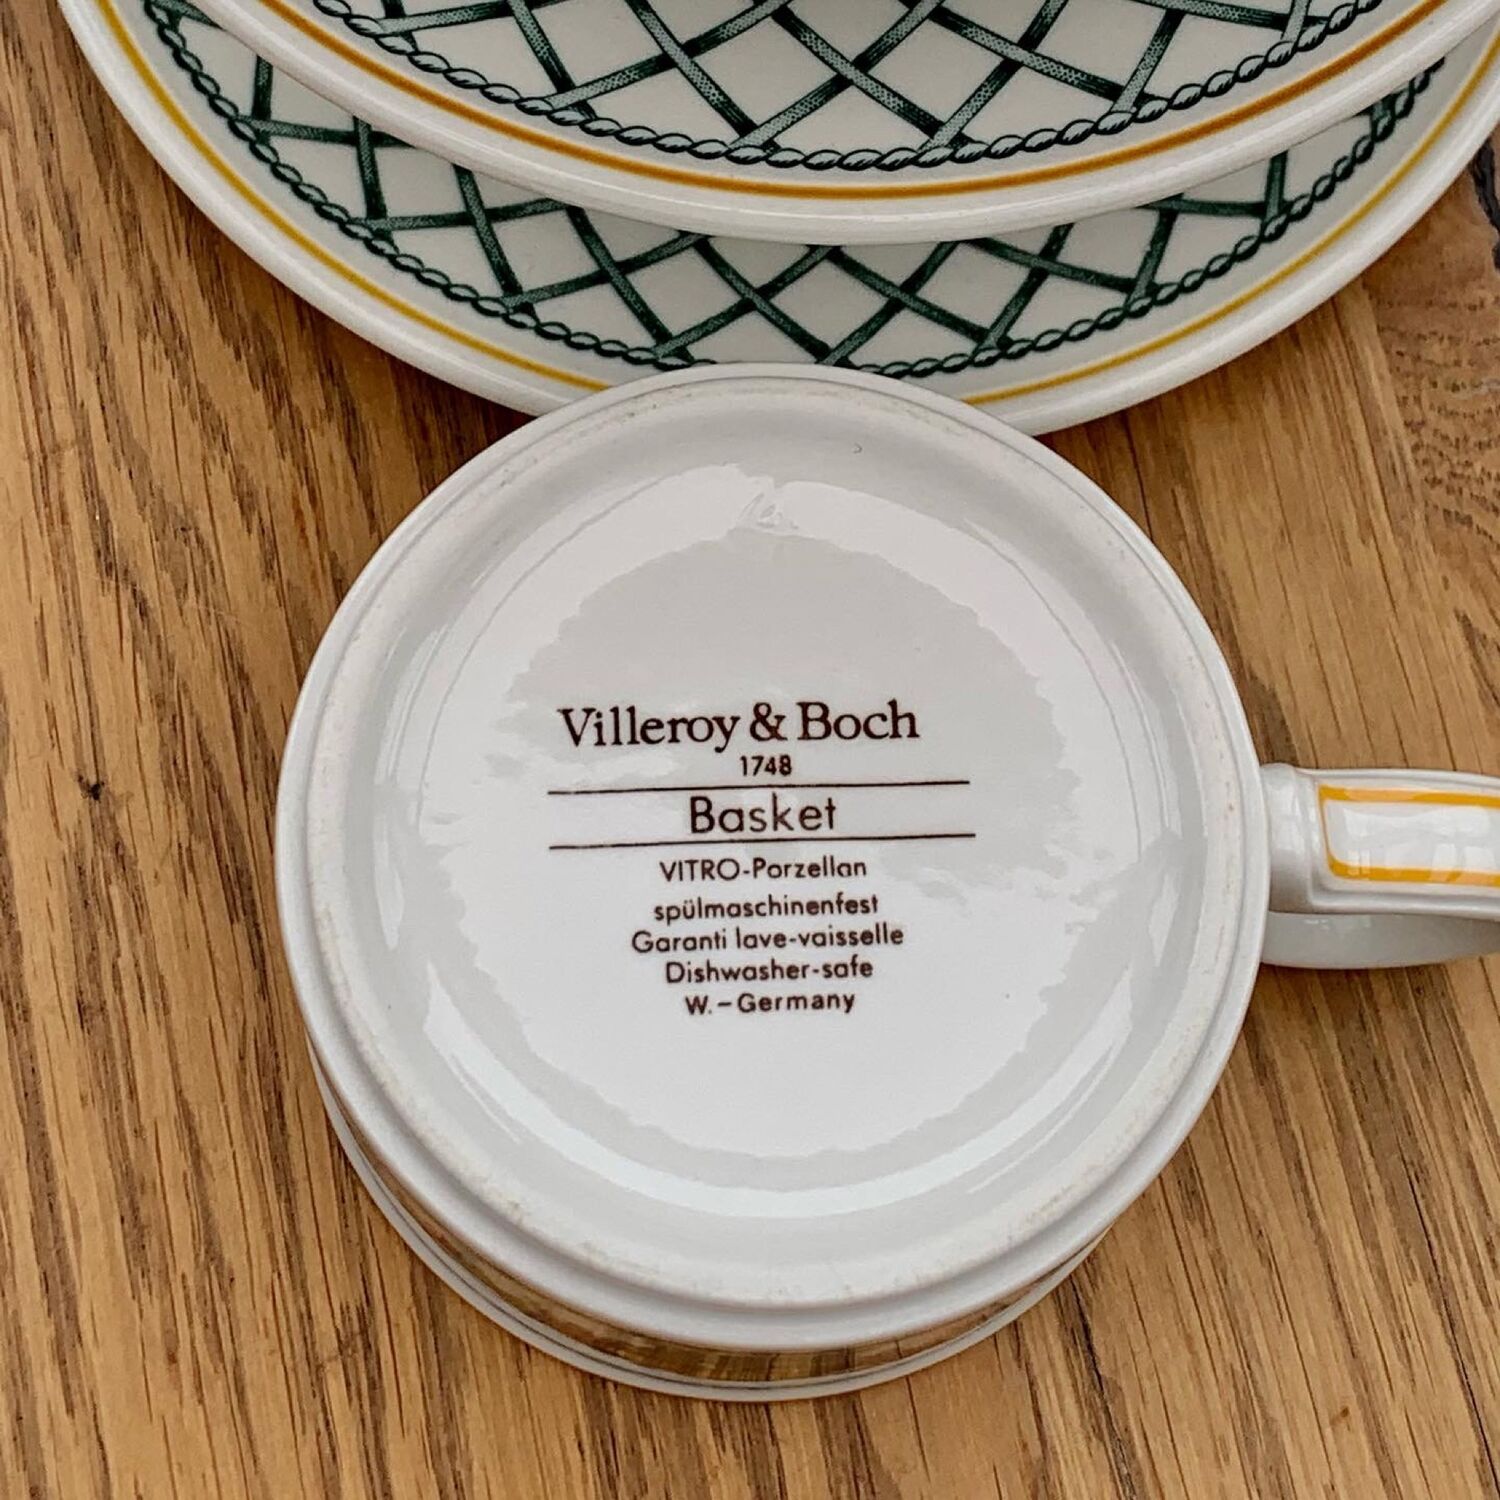 Villeroy & Boch
1748
Basket
VITRO-Porzellan
spülmaschinenfest
Garanti lave-vaisselle
Dishwasher-safe
W.-Germany